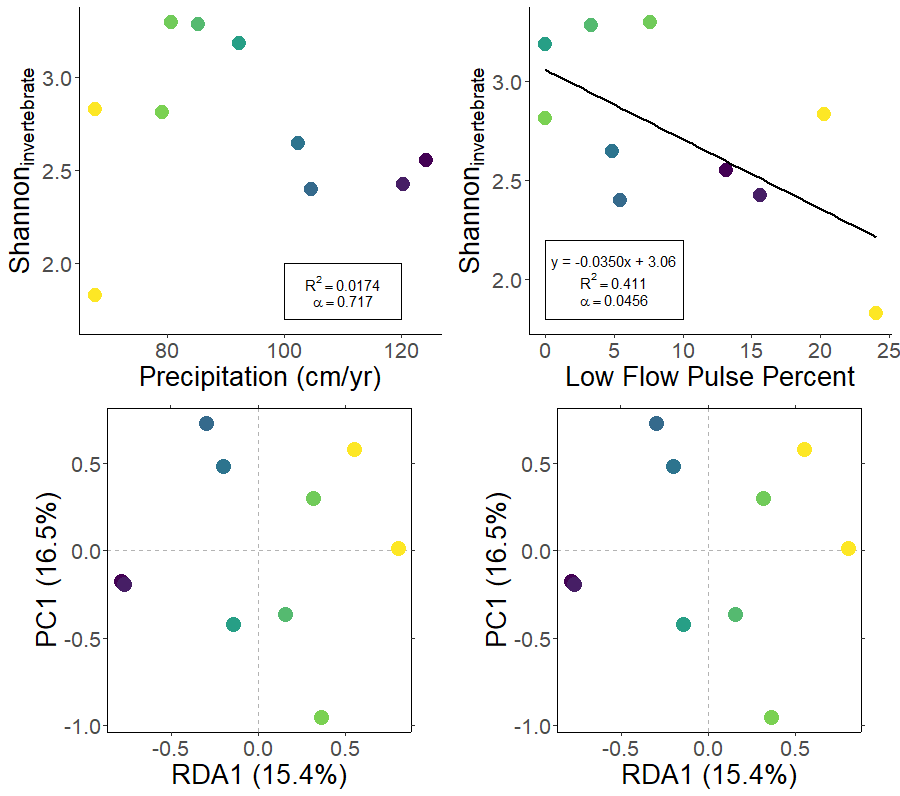 Shannon invertebrate
3.0
2.5
2.0
R² = 0.0174
α = 0.717
80
100
120
Precipitation (cm/yr)
Shannon invertebrate
3.0
2.5
2.0
y = -0.0350x + 3.06
R² = 0.411
α = 0.0456
0
5
10
15
20
25
Low Flow Pulse Percent
PC1 (16.5%)
0.5
0.0
-0.5
-1.0
-0.5
0.0
0.5
RDA1 (15.4%)
PC1 (16.5%)
0.5
0.0
-0.5
-1.0
-0.5
0.0
0.5
RDA1 (15.4%)